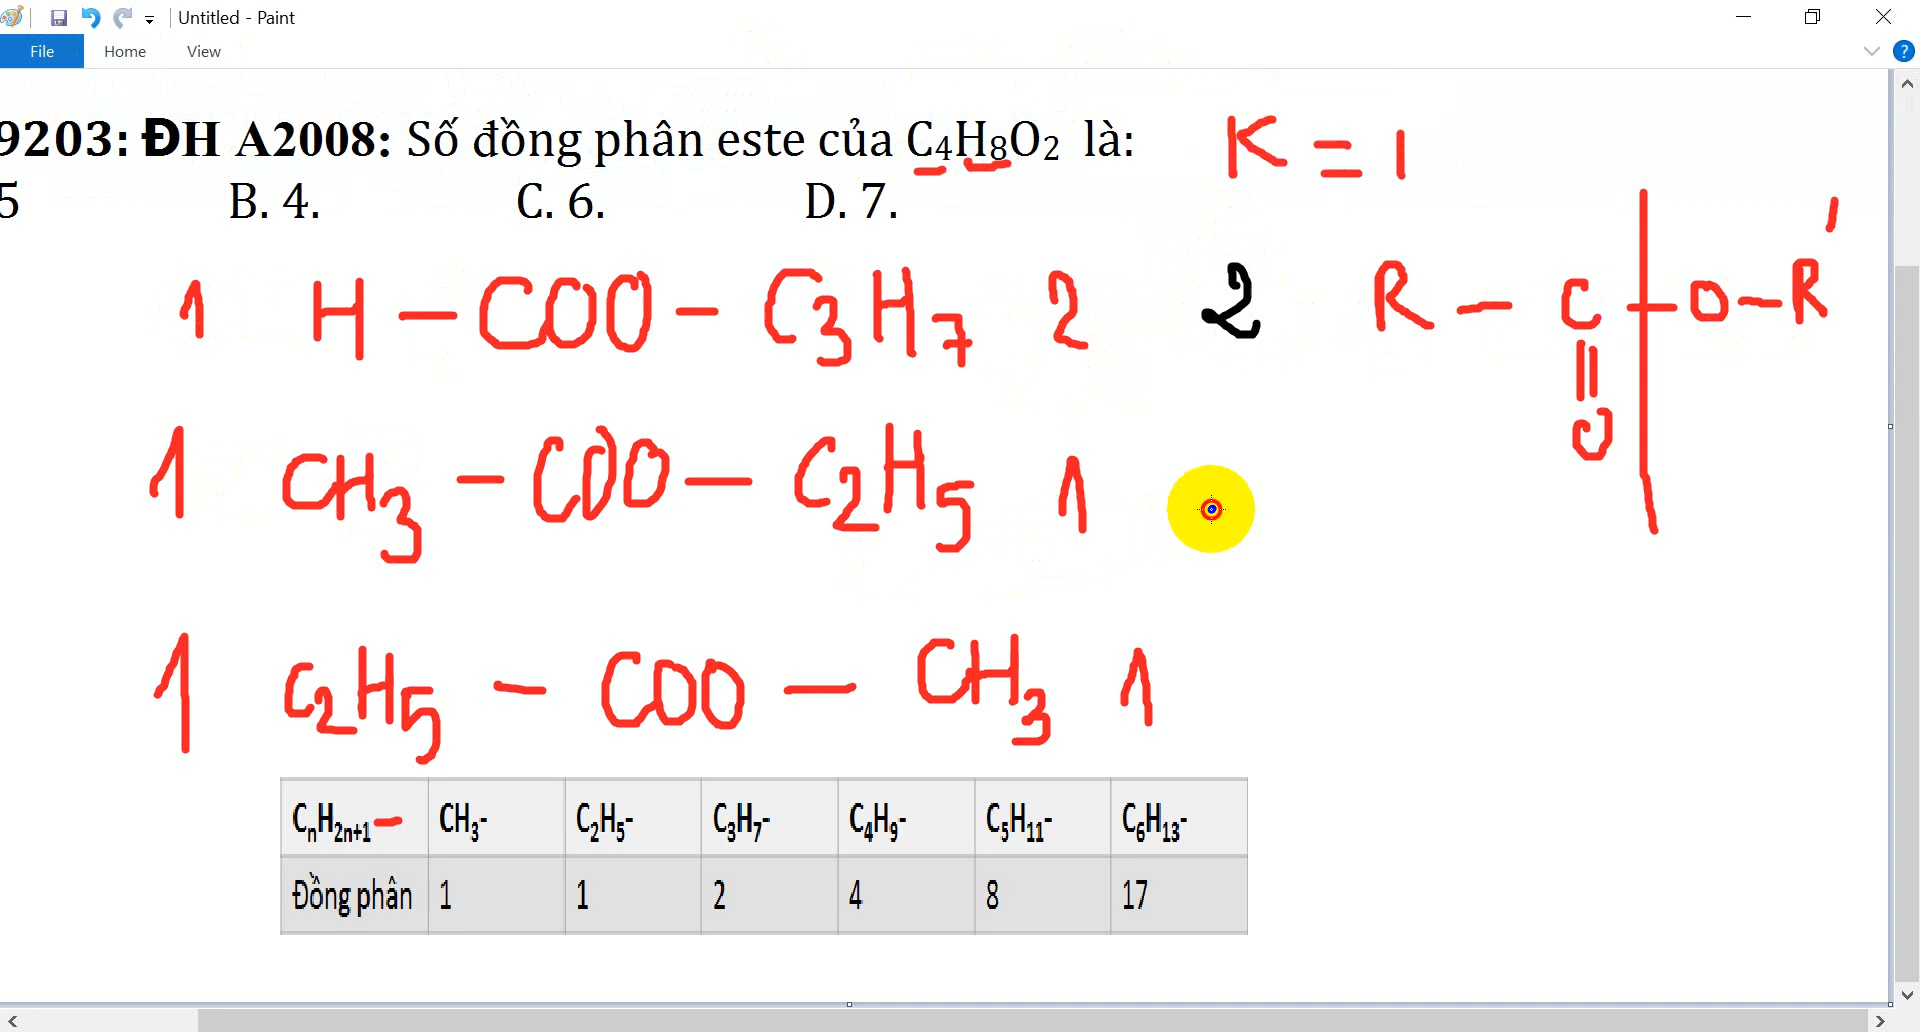 Untitled - Paint
File Home View
9203: ĐH A2008: Số đồng phân este của C₄H₈O₂ là: K = 1
5 B. 4. C. 6. D. 7.
1 H – COO – C₃H₇ 2 2 R – C – O – R'
O
1 CH₃ – COO – C₂H₅ 1
1 C₂H₅ – COO – CH₃ 1
CₙH₂ₙ₊₁– CH₃- C₂H₅- C₃H₇- C₄H₉- C₅H₁₁- C₆H₁₃-
Đồng phân 1 1 2 4 8 17